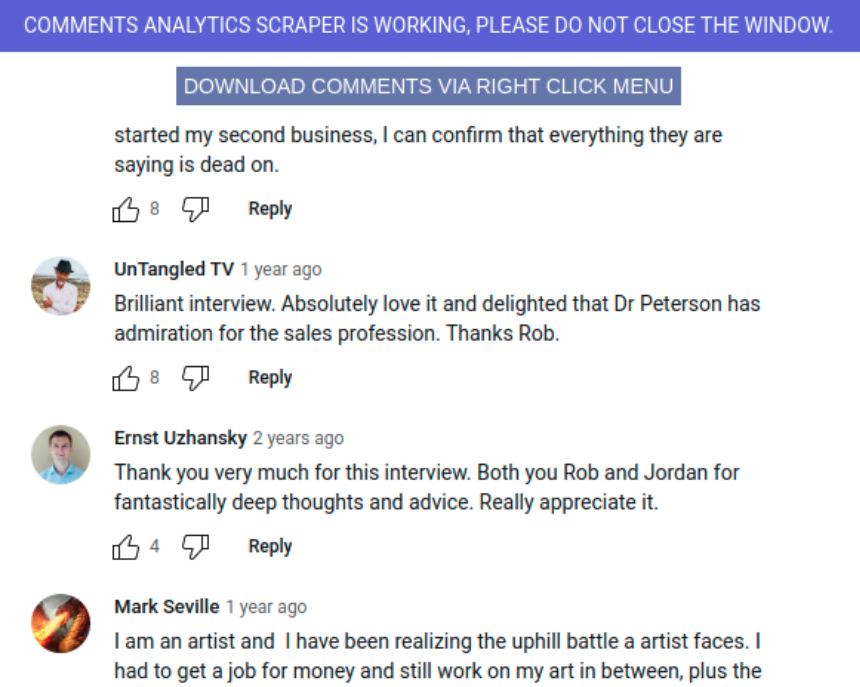 COMMENTS ANALYTICS SCRAPER IS WORKING, PLEASE DO NOT CLOSE THE WINDOW.
DOWNLOAD COMMENTS VIA RIGHT CLICK MENU
started my second business, I can confirm that everything they are
saying is dead on.
8 Reply
UnTangled TV 1 year ago
Brilliant interview. Absolutely love it and delighted that Dr Peterson has
admiration for the sales profession. Thanks Rob.
8 Reply
Ernst Uzhansky 2 years ago
Thank you very much for this interview. Both you Rob and Jordan for
fantastically deep thoughts and advice. Really appreciate it.
4 Reply
Mark Seville 1 year ago
I am an artist and  I have been realizing the uphill battle a artist faces. I
had to get a job for money and still work on my art in between, plus the